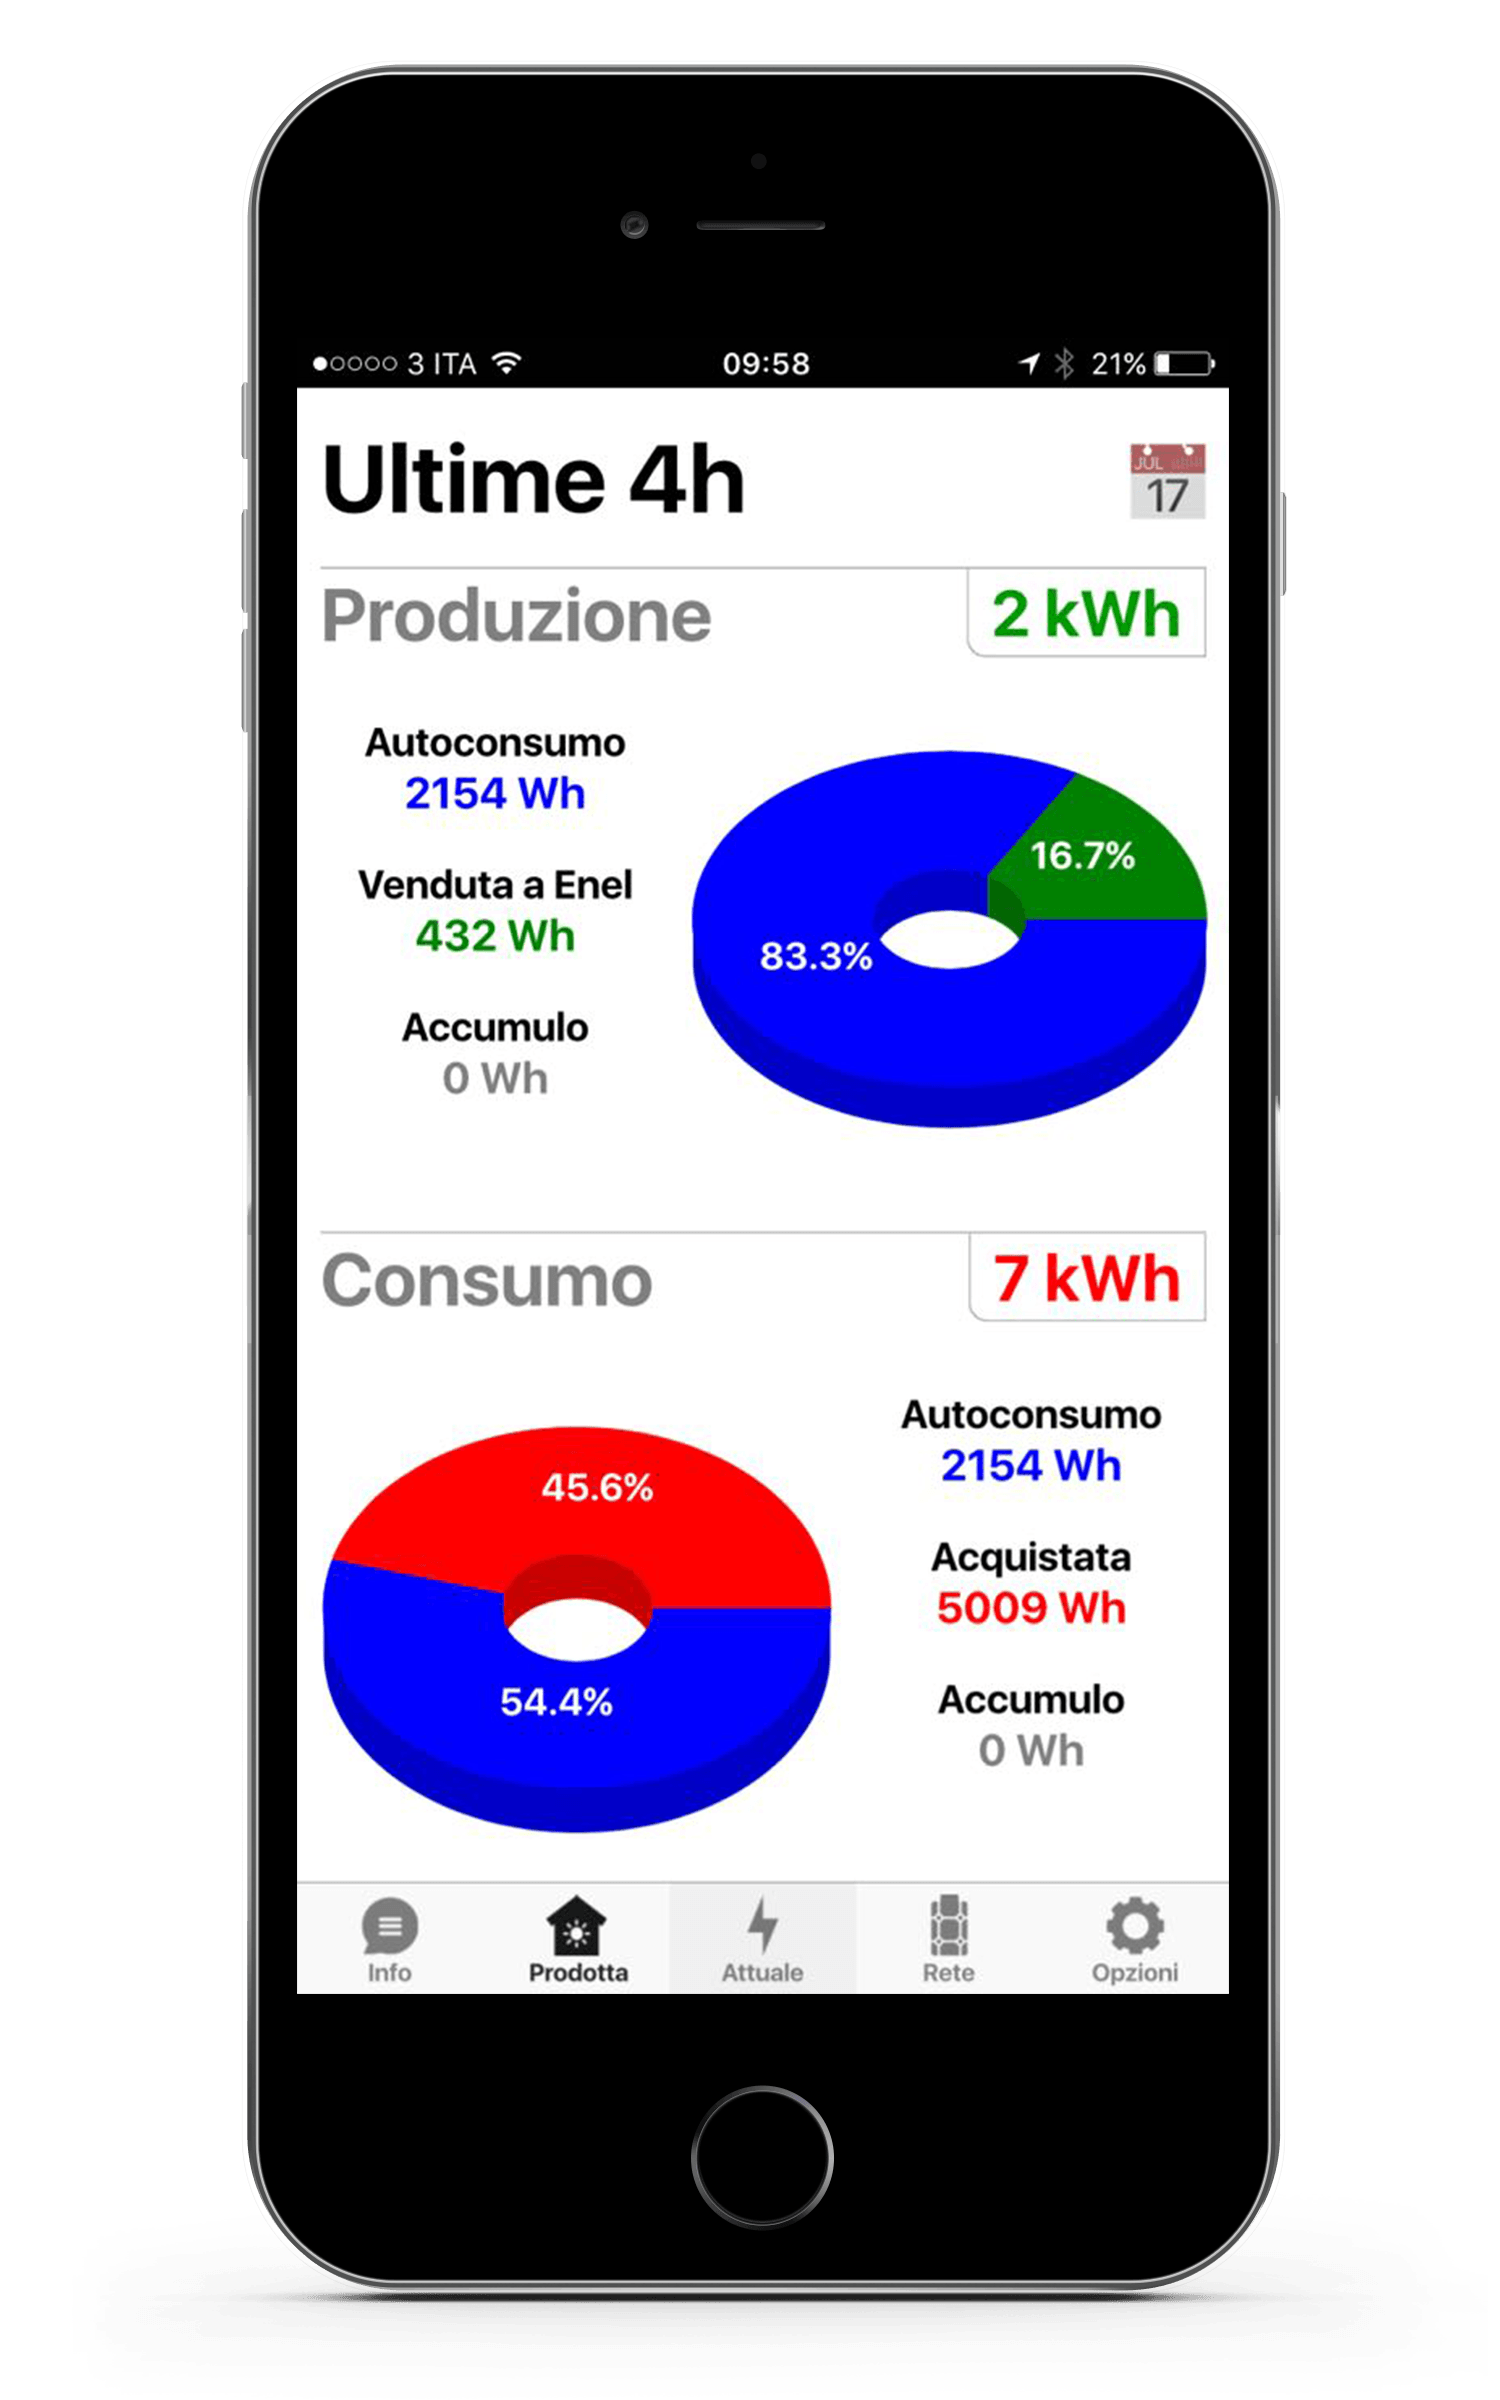 3 ITA 09:58 21%
Ultime 4h
JUL
17
Produzione 2 kWh
Autoconsumo
2154 Wh
Venduta a Enel
432 Wh
Accumulo
0 Wh
16.7%
83.3%
Consumo 7 kWh
45.6%
54.4%
Autoconsumo
2154 Wh
Acquistata
5009 Wh
Accumulo
0 Wh
Info Prodotta Attuale Rete Opzioni